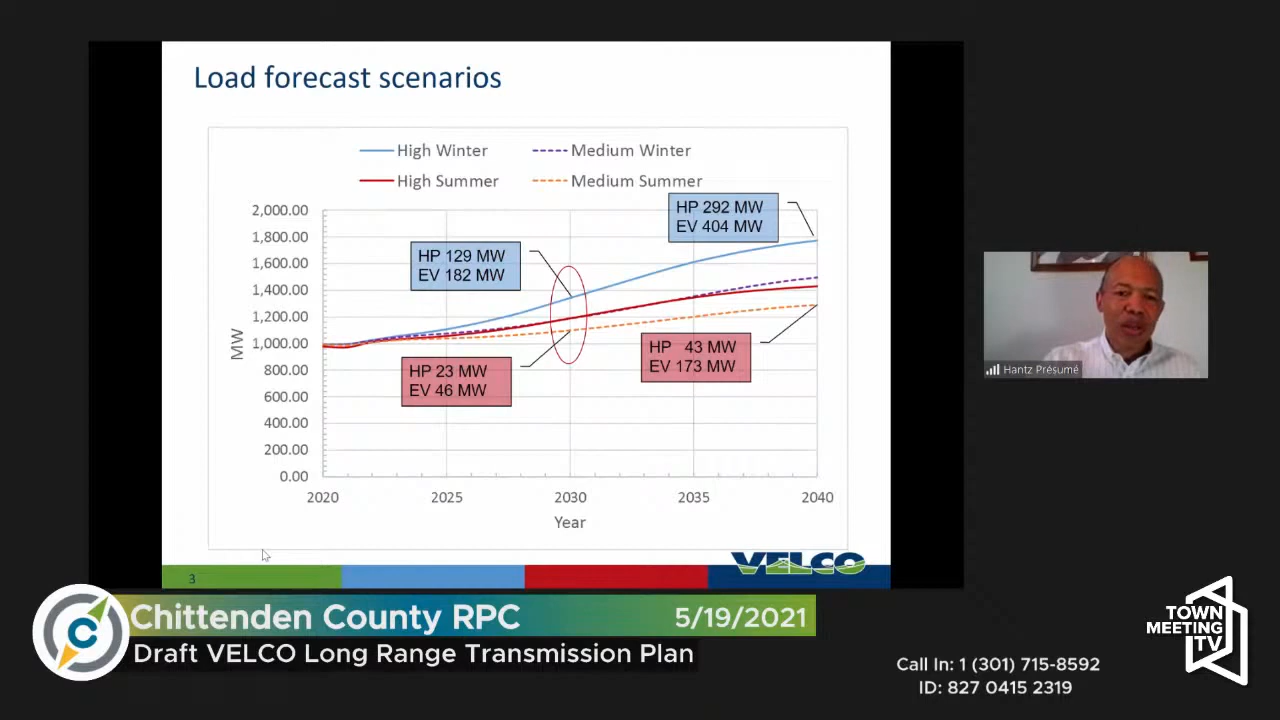 Load forecast scenarios
High Winter
Medium Winter
High Summer
Medium Summer
HP 292 MW
EV 404 MW
HP 129 MW
EV 182 MW
2,000.00
1,800.00
1,600.00
1,400.00
1,200.00
1,000.00
800.00
600.00
400.00
200.00
0.00
MW
HP 43 MW
EV 173 MW
HP 23 MW
EV 46 MW
2020
2025
2030
2035
2040
Year
Hantz Présumé
3
VELCO
C
Chittenden County RPC
5/19/2021
Draft VELCO Long Range Transmission Plan
TOWN
MEETING
TV
Call In: 1 (301) 715-8592
ID: 827 0415 2319